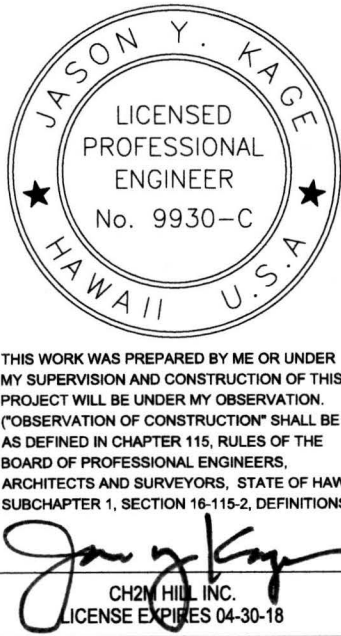 JASON Y. KAGE
LICENSED
PROFESSIONAL
ENGINEER
No. 9930-C
HAWAII U.S.A
THIS WORK WAS PREPARED BY ME OR UNDER
MY SUPERVISION AND CONSTRUCTION OF THIS
PROJECT WILL BE UNDER MY OBSERVATION.
("OBSERVATION OF CONSTRUCTION" SHALL BE
AS DEFINED IN CHAPTER 115, RULES OF THE
BOARD OF PROFESSIONAL ENGINEERS,
ARCHITECTS AND SURVEYORS, STATE OF HAW
SUBCHAPTER 1, SECTION 16-115-2, DEFINITIONS
Jason Y Kage
CH2M HILL INC.
LICENSE EXPIRES 04-30-18